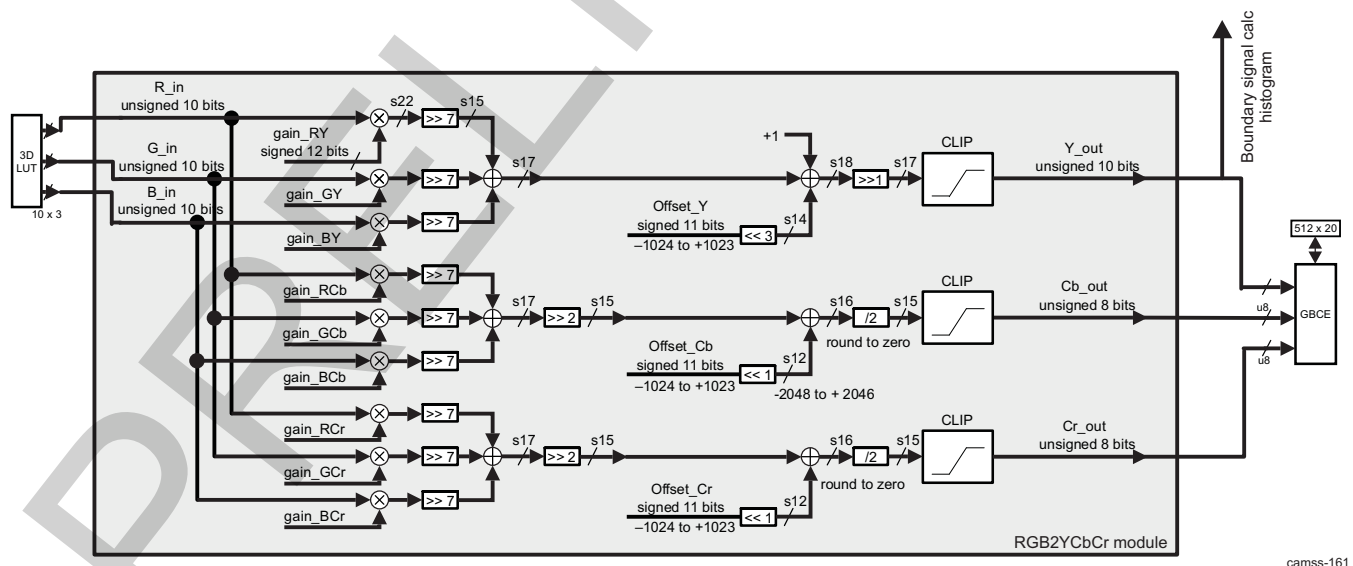 Boundary signal calc
histogram
R_in
unsigned 10 bits
s22
>> 7
s15
gain_RY
signed 12 bits
+1
CLIP
Y_out
unsigned 10 bits
3D
LUT
G_in
unsigned 10 bits
>> 7
s17
s18
>>1
s17
gain_GY
B_in
unsigned 10 bits
10 x 3
>> 7
gain_BY
Offset_Y
signed 11 bits
–1024 to +1023
<< 3
s14
512 x 20
>> 7
gain_RCb
CLIP
Cb_out
unsigned 8 bits
>> 7
s17
>> 2
s15
s16
/2
s15
u8
GBCE
gain_GCb
round to zero
Offset_Cb
signed 11 bits
–1024 to +1023
<< 1
s12
-2048 to + 2046
>> 7
gain_BCb
u8
>> 7
gain_RCr
CLIP
Cr_out
unsigned 8 bits
>> 7
s17
>> 2
s15
s16
/2
s15
gain_GCr
round to zero
Offset_Cr
signed 11 bits
–1024 to +1023
<< 1
s12
>> 7
gain_BCr
RGB2YCbCr module
camss-161
PRELI